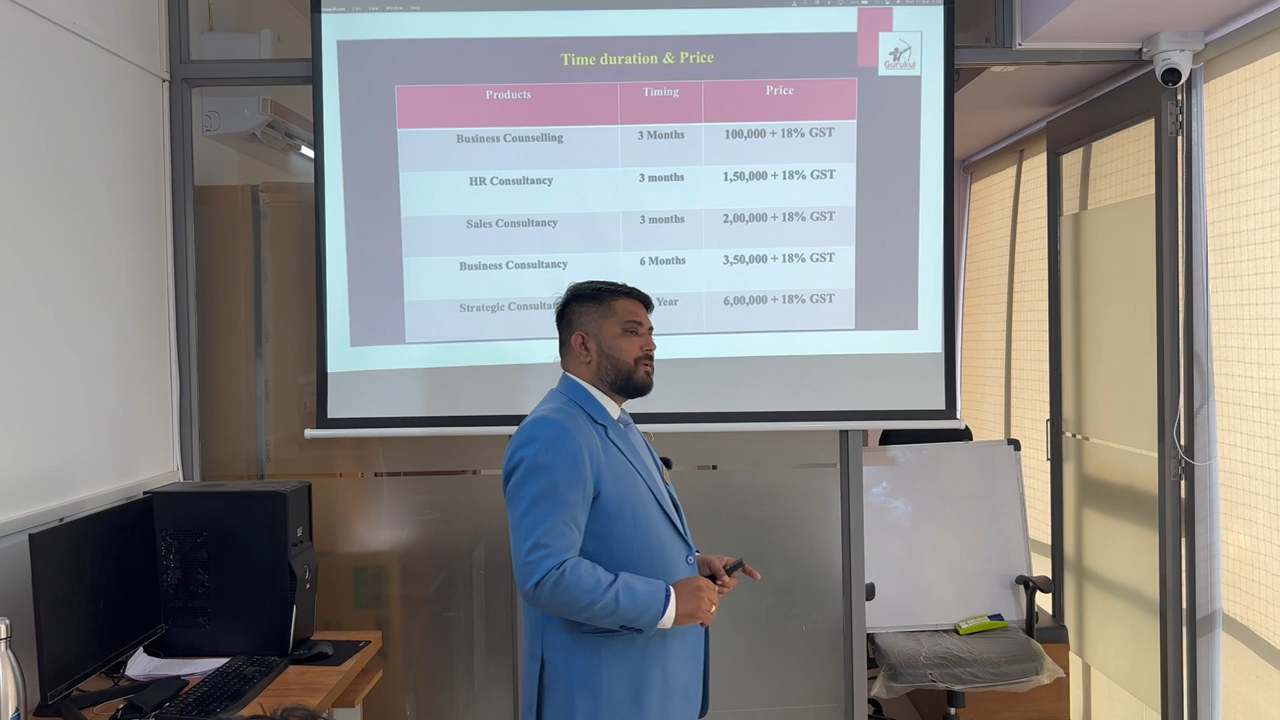 Time duration & Price
Gurukul
Products Timing Price
Business Counselling 3 Months 100,000 + 18% GST
HR Consultancy 3 months 1,50,000 + 18% GST
Sales Consultancy 3 months 2,00,000 + 18% GST
Business Consultancy 6 Months 3,50,000 + 18% GST
Strategic Year 6,00,000 + 18% GST